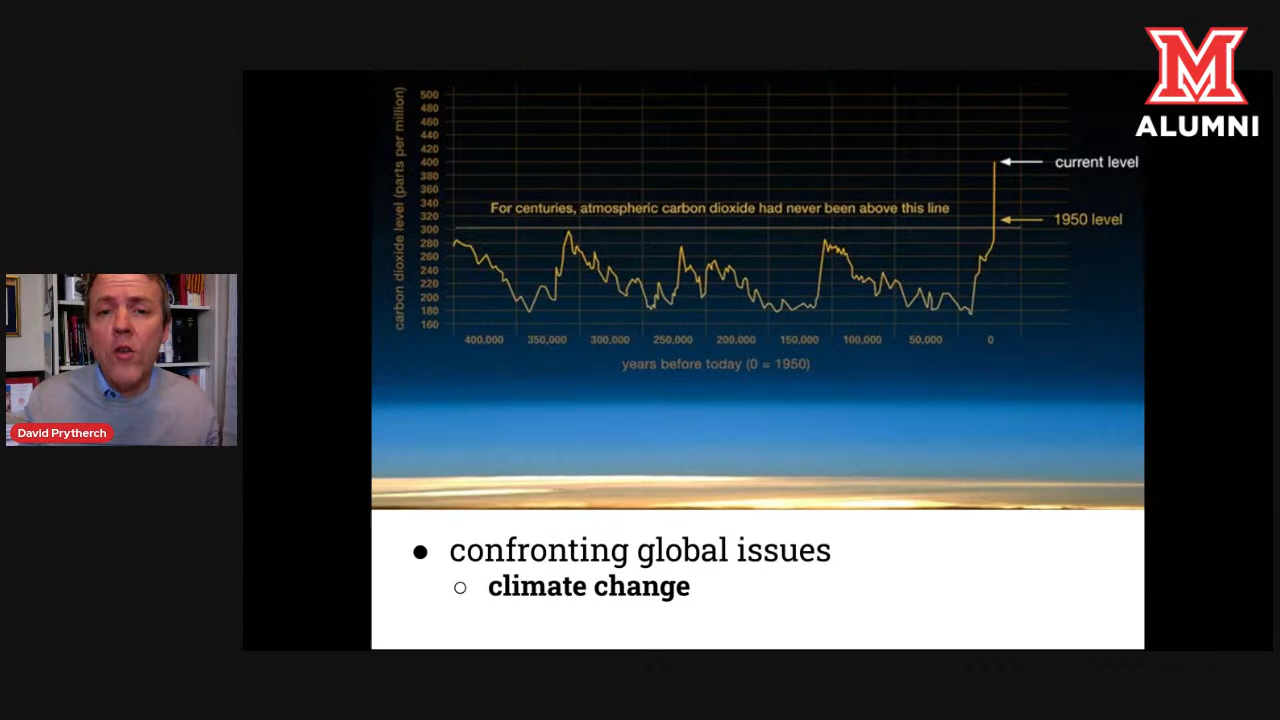 M
ALUMNI
500
480
460
440
420
400
380
360
340
320
300
280
260
240
220
200
180
160
carbon dioxide level (parts per million)
current level
For centuries, atmospheric carbon dioxide had never been above this line
1950 level
400,000 350,000 300,000 250,000 200,000 150,000 100,000 50,000 0
years before today (0 = 1950)
David Prytherch
● confronting global issues
○ climate change